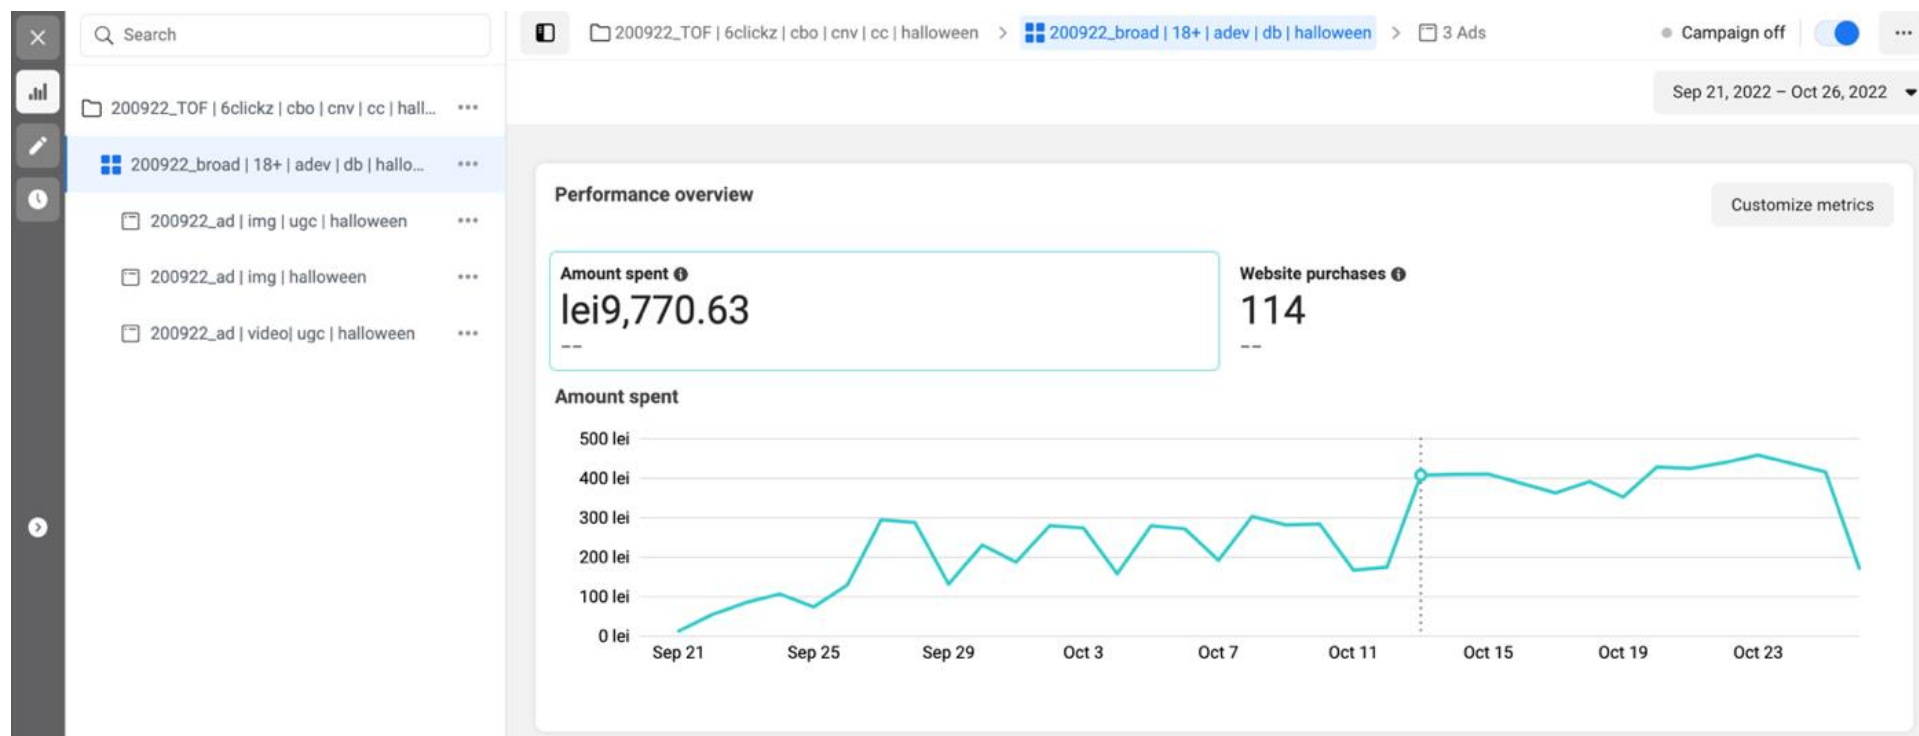 Search
200922_TOF | 6clickz | cbo | cnv | cc | hall...
200922_broad | 18+ | adev | db | hallo...
200922_ad | img | ugc | halloween
200922_ad | img | halloween
200922_ad | video| ugc | halloween
200922_TOF | 6clickz | cbo | cnv | cc | halloween > 200922_broad | 18+ | adev | db | halloween > 3 Ads
Campaign off
Sep 21, 2022 – Oct 26, 2022
Performance overview
Customize metrics
Amount spent
lei9,770.63
--
Website purchases
114
--
Amount spent
500 lei
400 lei
300 lei
200 lei
100 lei
0 lei
Sep 21 Sep 25 Sep 29 Oct 3 Oct 7 Oct 11 Oct 15 Oct 19 Oct 23